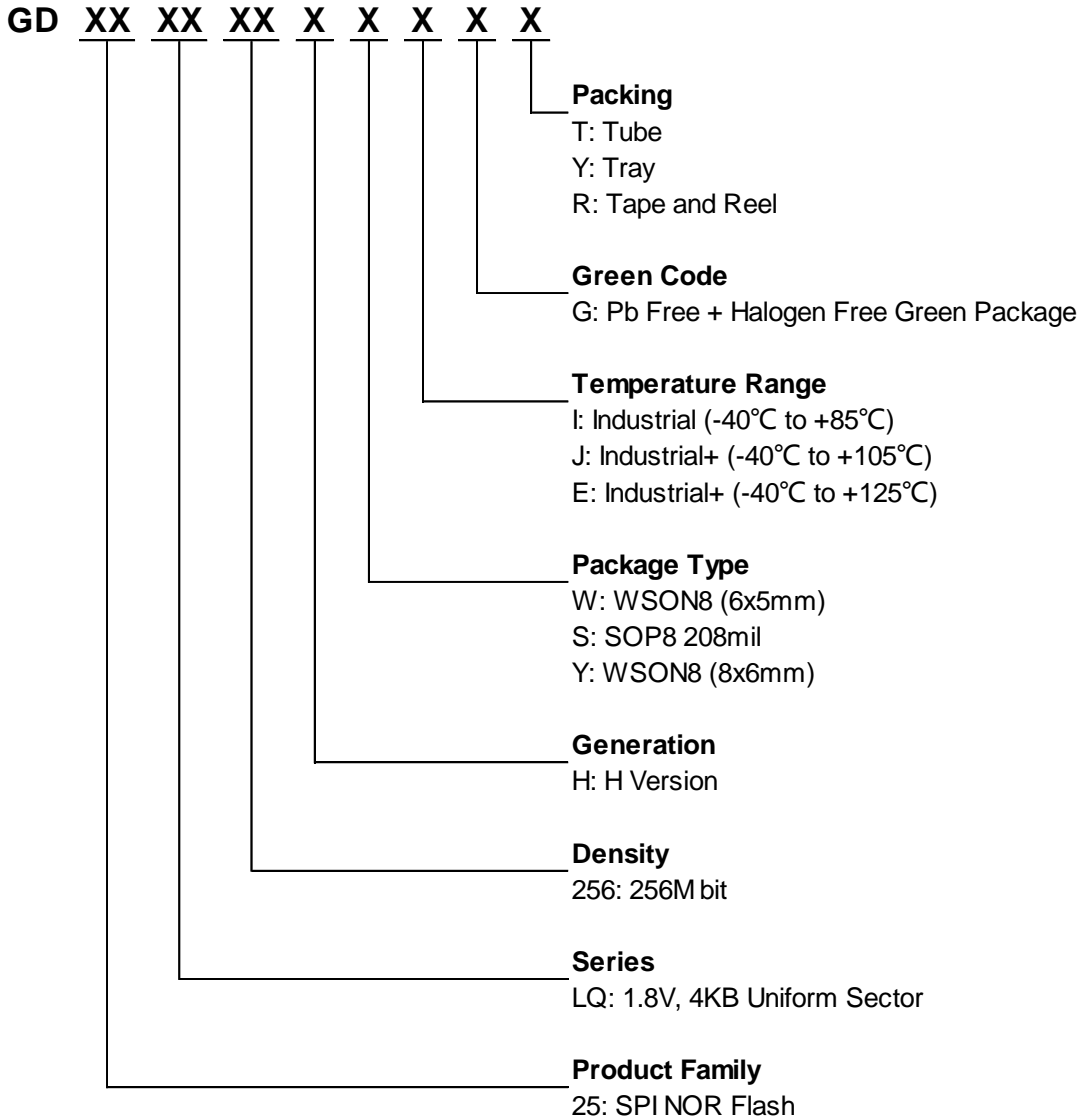 GD XX XX XX X X X X X
Packing
T: Tube
Y: Tray
R: Tape and Reel
Green Code
G: Pb Free + Halogen Free Green Package
Temperature Range
I: Industrial (-40℃ to +85℃)
J: Industrial+ (-40℃ to +105℃)
E: Industrial+ (-40℃ to +125℃)
Package Type
W: WSON8 (6x5mm)
S: SOP8 208mil
Y: WSON8 (8x6mm)
Generation
H: H Version
Density
256: 256M bit
Series
LQ: 1.8V, 4KB Uniform Sector
Product Family
25: SPI NOR Flash